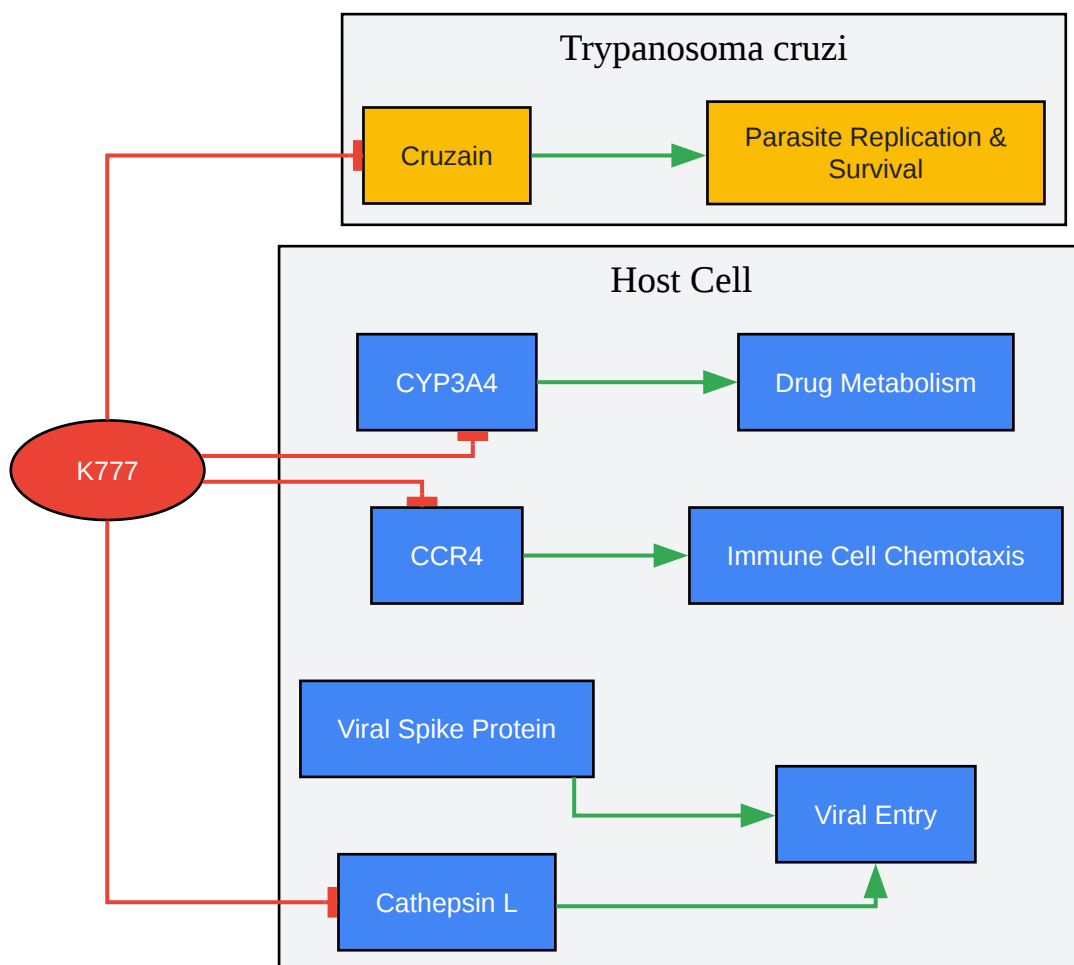 Trypanosoma cruzi
Cruzain
Parasite Replication &
Survival
Host Cell
CYP3A4
Drug Metabolism
K777
CCR4
Immune Cell Chemotaxis
Viral Spike Protein
Viral Entry
Cathepsin L